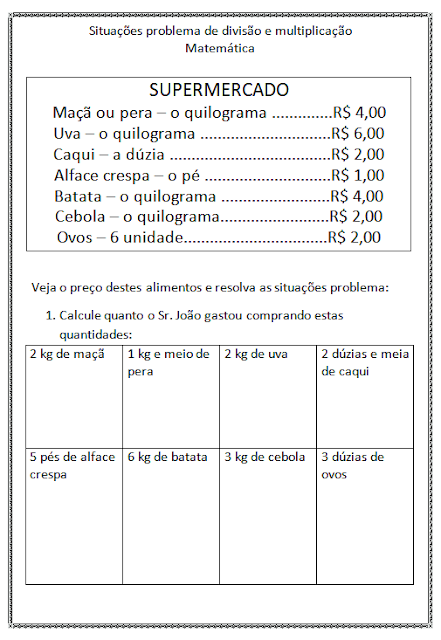 Situações problema de divisão e multiplicação
Matemática
SUPERMERCADO
Maçã ou pera – o quilograma ..............R$ 4,00
Uva – o quilograma ...............................R$ 6,00
Caqui – a dúzia ......................................R$ 2,00
Alface crespa – o pé ..............................R$ 1,00
Batata – o quilograma ..........................R$ 4,00
Cebola – o quilograma..........................R$ 2,00
Ovos – 6 unidade..................................R$ 2,00
Veja o preço destes alimentos e resolva as situações problema:
1. Calcule quanto o Sr. João gastou comprando estas
quantidades:
2 kg de maçã
1 kg e meio de
pera
2 kg de uva
2 dúzias e meia
de caqui
5 pés de alface
crespa
6 kg de batata
3 kg de cebola
3 dúzias de
ovos